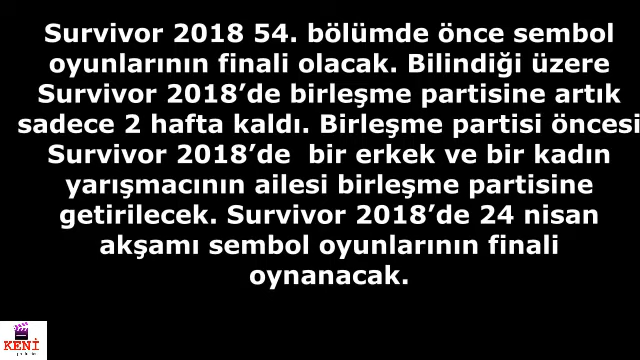 Survivor 2018 54. bölümde önce sembol
oyunlarının finali olacak. Bilindiği üzere
Survivor 2018’de birleşme partisine artık
sadece 2 hafta kaldı. Birleşme partisi öncesi
Survivor 2018’de bir erkek ve bir kadın
yarışmacının ailesi birleşme partisine
getirilecek. Survivor 2018’de 24 nisan
akşamı sembol oyunlarının finali
oynanacak.
KENİ